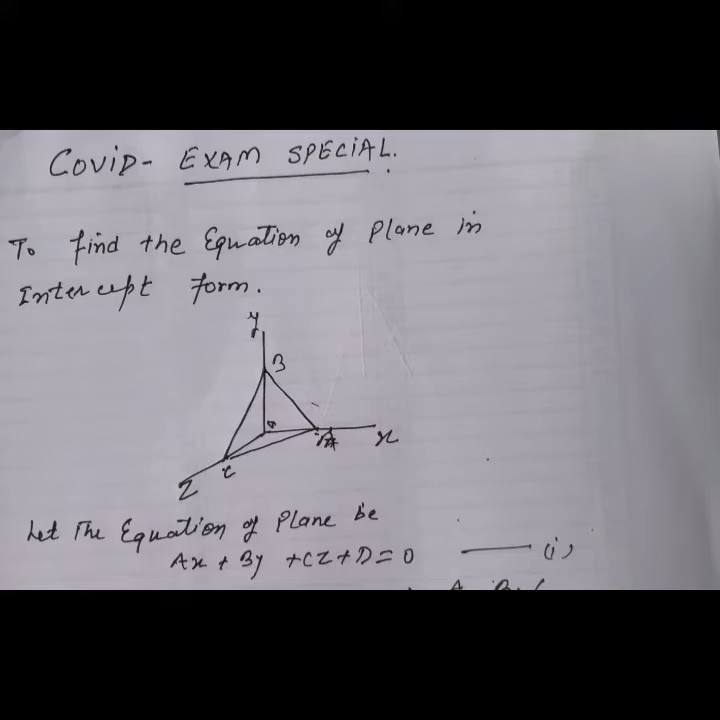 COVID- EXAM SPECIAL.
To find the Equation of Plane in
Intercept form.
y
B
A
x
C
Z
Let The Equation of Plane be
Ax + By + CZ + D = 0 (i)